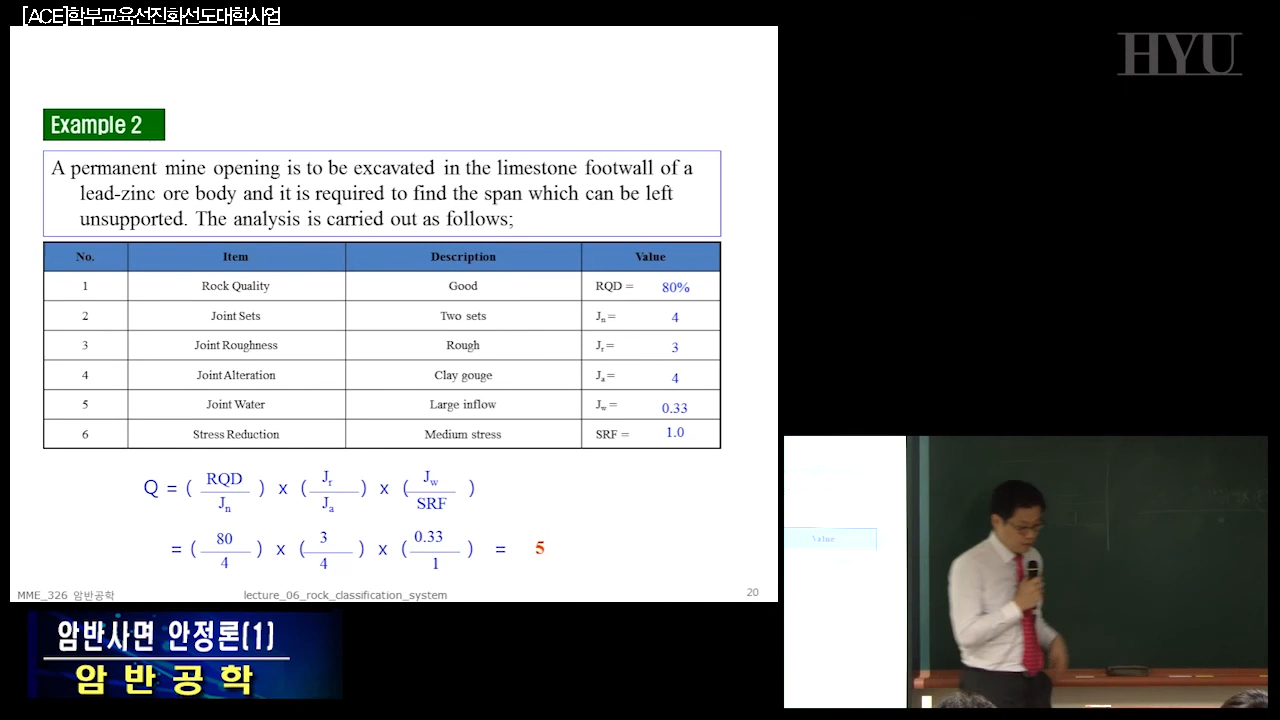 [ACE]학부교육선진화선도대학사업
HYU
Example 2
A permanent mine opening is to be excavated in the limestone footwall of a
lead-zinc ore body and it is required to find the span which can be left
unsupported. The analysis is carried out as follows;
No. Item Description Value
1 Rock Quality Good RQD = 80%
2 Joint Sets Two sets Jn = 4
3 Joint Roughness Rough Jr = 3
4 Joint Alteration Clay gouge Ja = 4
5 Joint Water Large inflow Jw = 0.33
6 Stress Reduction Medium stress SRF = 1.0
Q = ( RQD / Jn ) x ( Jr / Ja ) x ( Jw / SRF )
= ( 80 / 4 ) x ( 3 / 4 ) x ( 0.33 / 1 ) = 5
MME_326 암반공학 lecture_06_rock_classification_system 20
암반사면 안정론(1)
암반공학
Value